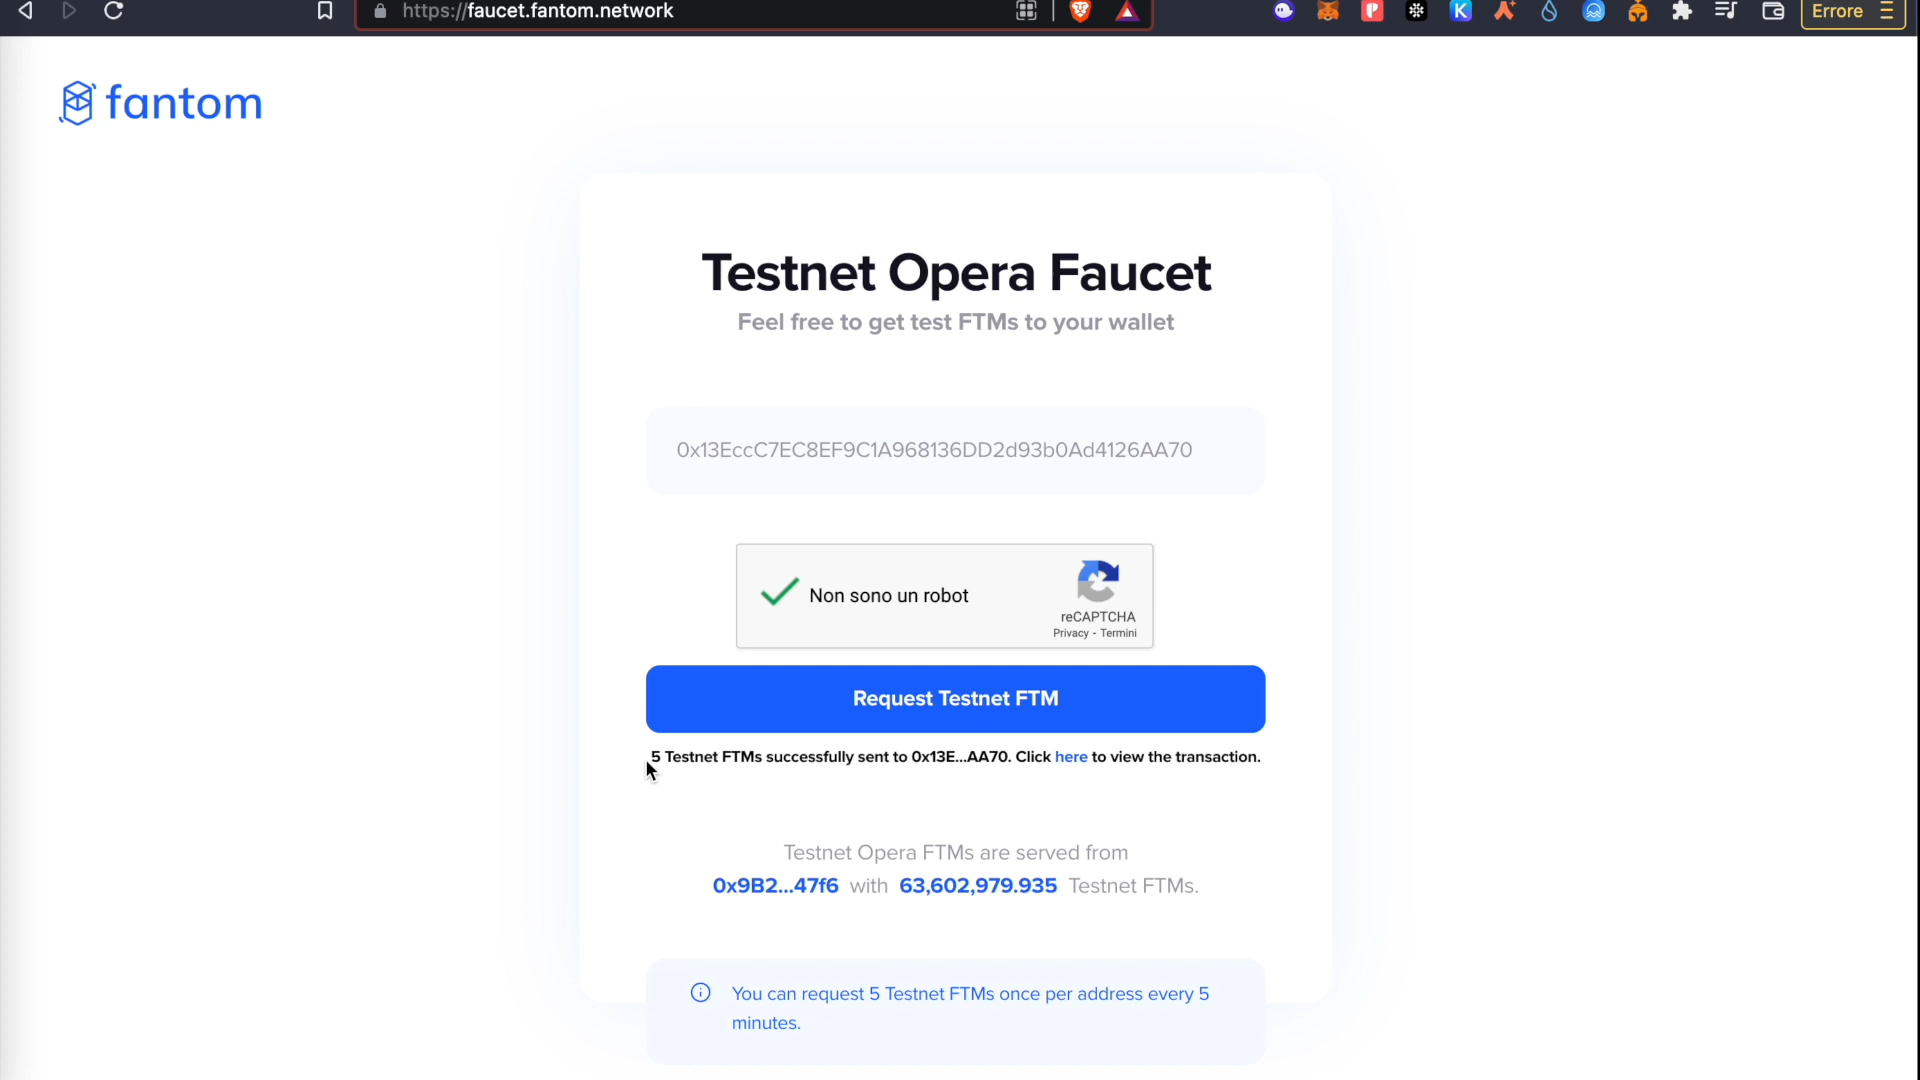 https://faucet.fantom.network
Errore
fantom
Testnet Opera Faucet
Feel free to get test FTMs to your wallet
0x13EccC7EC8EF9C1A968136DD2d93b0Ad4126AA70
Non sono un robot
reCAPTCHA
Privacy - Termini
Request Testnet FTM
5 Testnet FTMs successfully sent to 0x13E...AA70. Click here to view the transaction.
Testnet Opera FTMs are served from
0x9B2...47f6 with 63,602,979.935 Testnet FTMs.
You can request 5 Testnet FTMs once per address every 5
minutes.